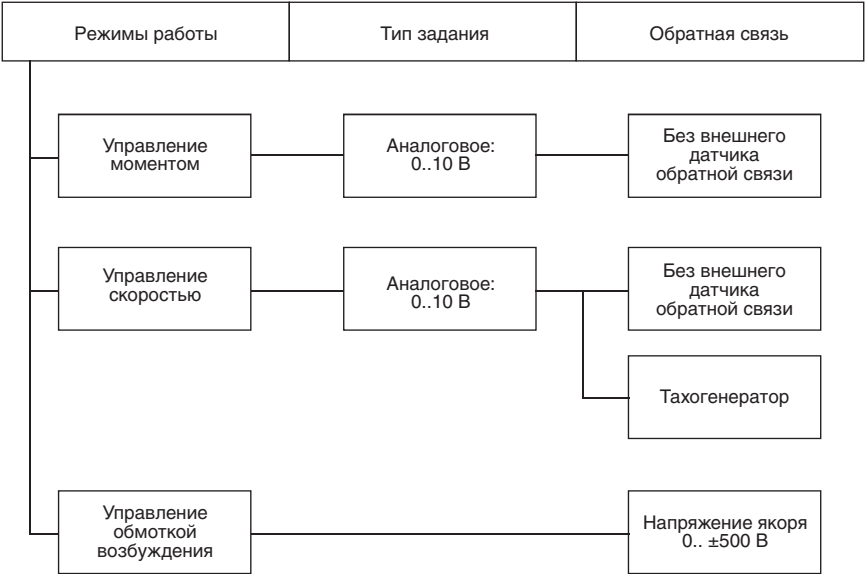 Режимы работы
Тип задания
Обратная связь
Управление
моментом
Аналоговое:
0..10 В
Без внешнего
датчика
обратной связи
Управление
скоростью
Аналоговое:
0..10 В
Без внешнего
датчика
обратной связи
Тахогенератор
Управление
обмоткой
возбуждения
Напряжение якоря
0.. ±500 В